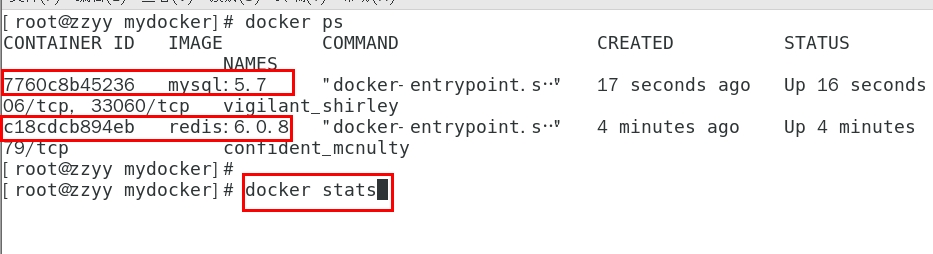 [root@zzyy mydocker]# docker ps
CONTAINER ID   IMAGE          COMMAND                  CREATED          STATUS
                    NAMES
7760c8b45236   mysql:5.7      "docker-entrypoint.s…"   17 seconds ago   Up 16 seconds
06/tcp, 33060/tcp   vigilant_shirley
c18cdcb894eb   redis:6.0.8    "docker-entrypoint.s…"   4 minutes ago    Up 4 minutes
79/tcp              confident_mcnulty
[root@zzyy mydocker]#
[root@zzyy mydocker]# docker stats